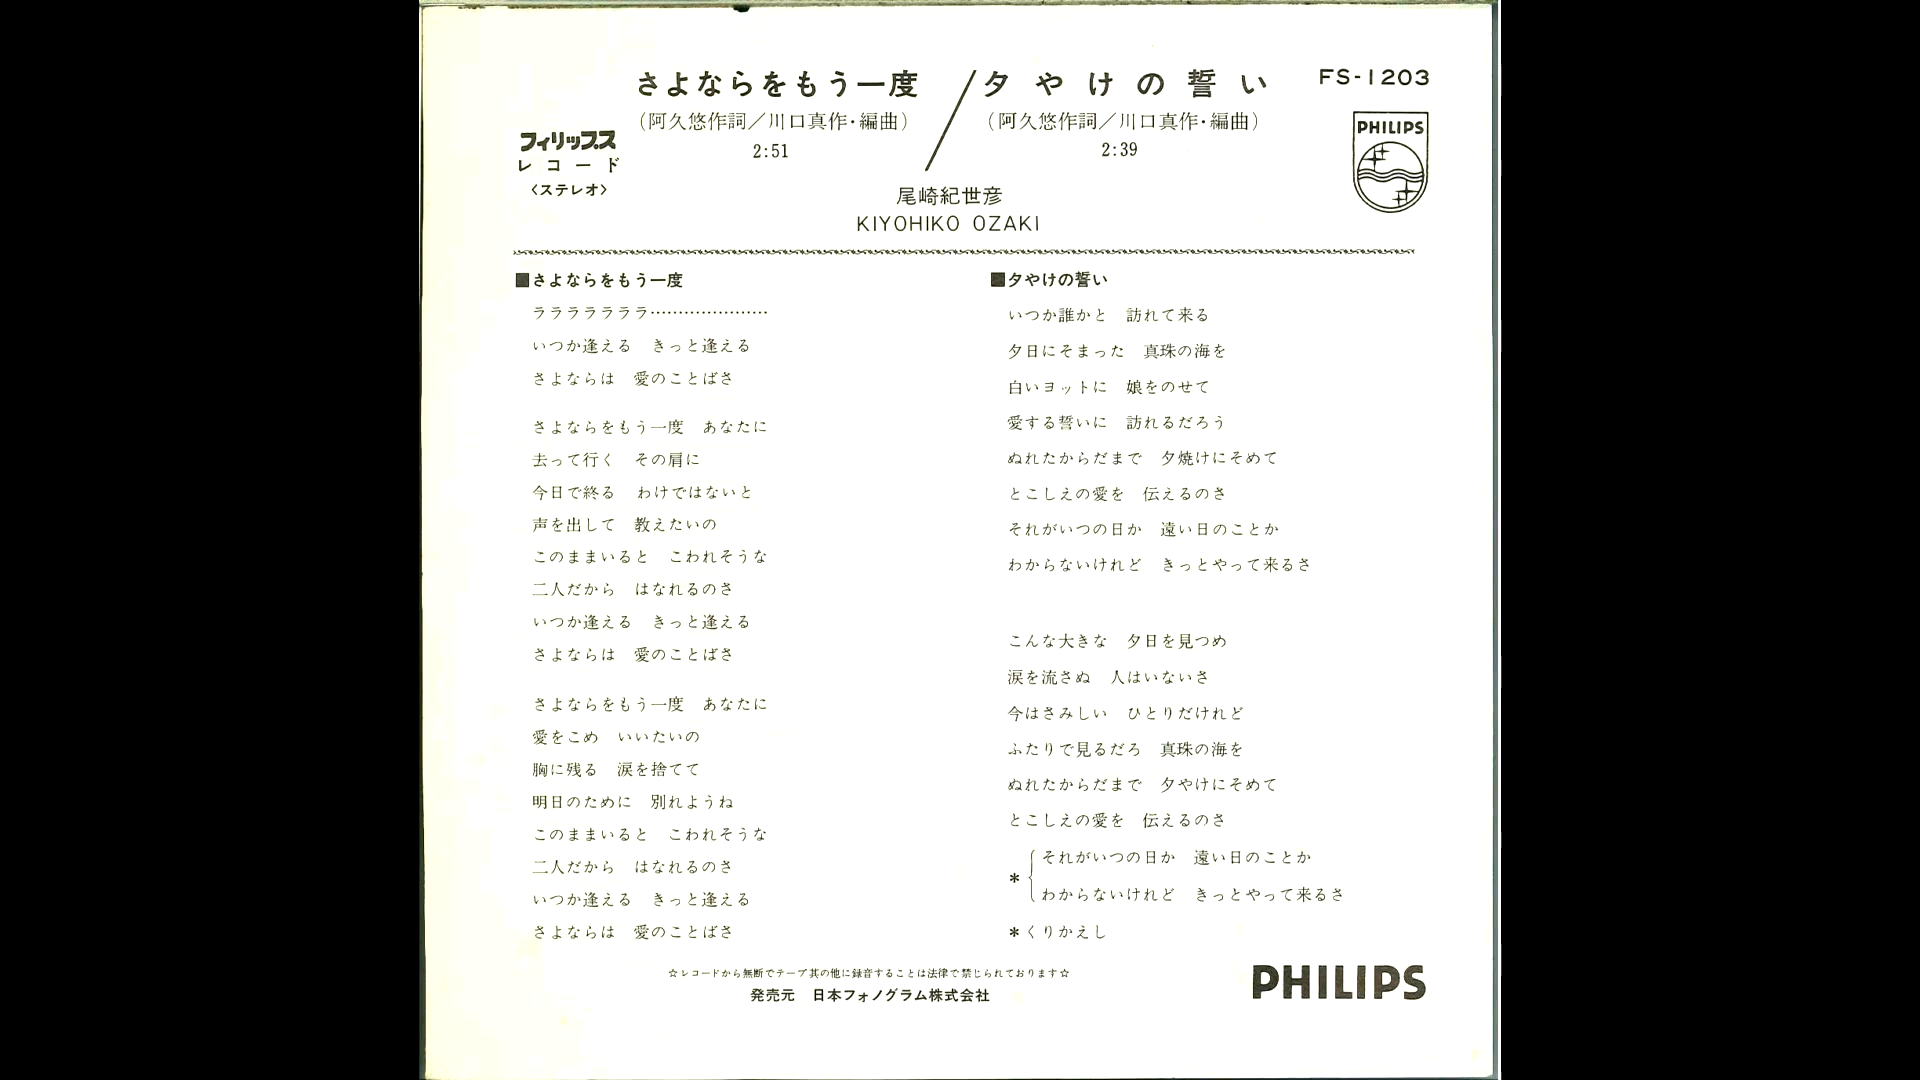 さよならをもう一度／夕やけの誓い
FS-1203
(阿久悠作詞／川口真作・編曲)
(阿久悠作詞／川口真作・編曲)
2:51
2:39
フィリップス
レコード
〈ステレオ〉
PHILIPS
尾崎紀世彦
KIYOHIKO OZAKI
■さよならをもう一度
ラララララララ…………………
いつか逢える　きっと逢える
さよならは　愛のことばさ
さよならをもう一度　あなたに
去って行く　その肩に
今日で終る　わけではないと
声を出して　教えたいの
このままいると　こわれそうな
二人だから　はなれるのさ
いつか逢える　きっと逢える
さよならは　愛のことばさ
さよならをもう一度　あなたに
愛をこめ　いいたいの
胸に残る　涙を捨てて
明日のために　別れようね
このままいると　こわれそうな
二人だから　はなれるのさ
いつか逢える　きっと逢える
さよならは　愛のことばさ
■夕やけの誓い
いつか誰かと　訪れて来る
夕日にそまった　真珠の海を
白いヨットに　娘をのせて
愛する誓いに　訪れるだろう
ぬれたからだまで　夕焼けにそめて
とこしえの愛を　伝えるのさ
それがいつの日か　遠い日のことか
わからないけれど　きっとやって来るさ
こんな大きな　夕日を見つめ
涙を流さぬ　人はいないさ
今はさみしい　ひとりだけれど
ふたりで見るだろ　真珠の海を
ぬれたからだまで　夕やけにそめて
とこしえの愛を　伝えるのさ
＊{それがいつの日か　遠い日のことか
わからないけれど　きっとやって来るさ
＊くりかえし
☆レコードから無断でテープ其の他に録音することは法律で禁じられております☆
発売元　日本フォノグラム株式会社
PHILIPS